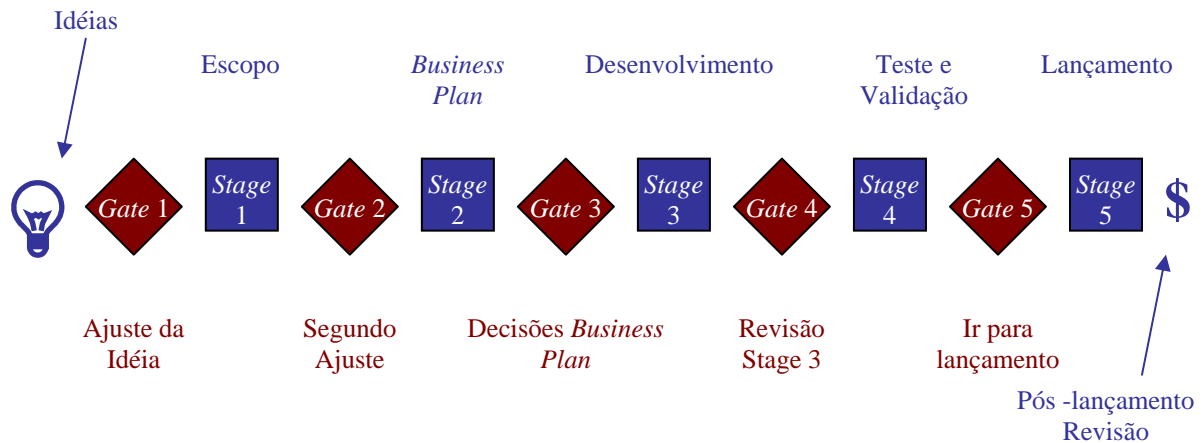 Idéias
Escopo
Business
Plan
Desenvolvimento
Teste e
Validação
Lançamento
Gate 1
Stage
1
Gate 2
Stage
2
Gate 3
Stage
3
Gate 4
Stage
4
Gate 5
Stage
5
$
Ajuste da
Idéia
Segundo
Ajuste
Decisões Business
Plan
Revisão
Stage 3
Ir para
lançamento
Pós -lançamento
Revisão